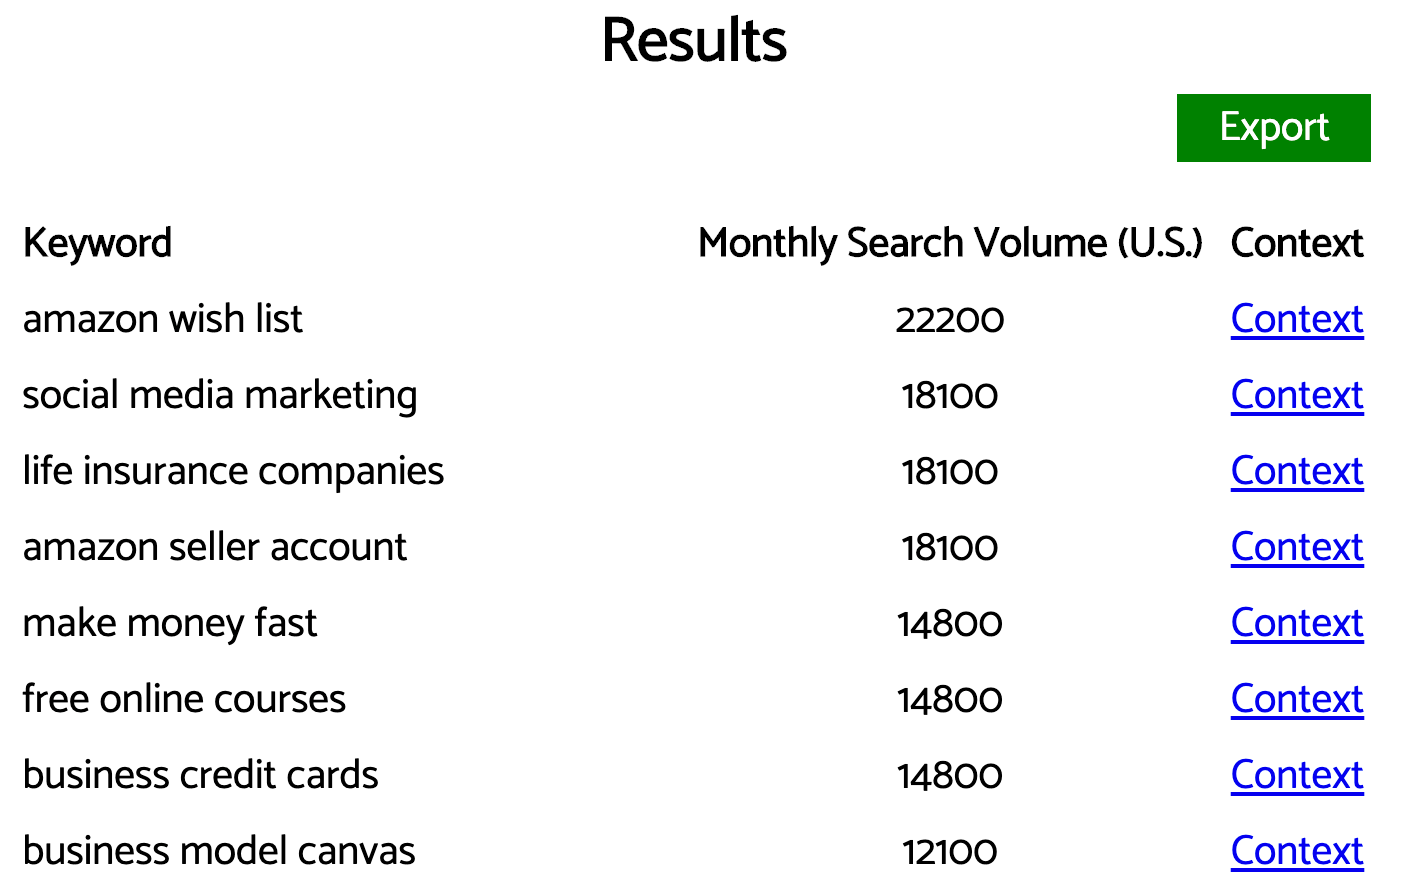 Results
Export
Keyword Monthly Search Volume (U.S.) Context
amazon wish list 22200 Context
social media marketing 18100 Context
life insurance companies 18100 Context
amazon seller account 18100 Context
make money fast 14800 Context
free online courses 14800 Context
business credit cards 14800 Context
business model canvas 12100 Context